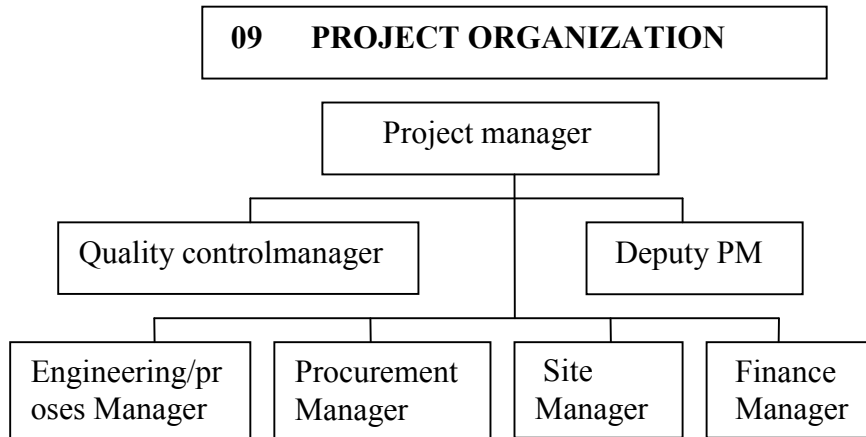 09 PROJECT ORGANIZATION
Project manager
Quality controlmanager
Deputy PM
Engineering/pr
oses Manager
Procurement
Manager
Site
Manager
Finance
Manager